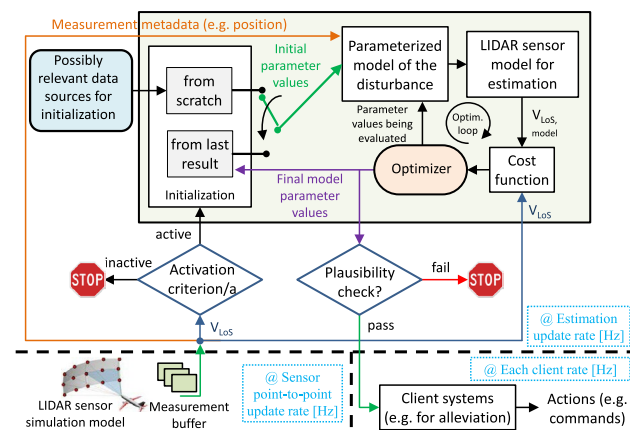 Measurement metadata (e.g. position)
Possibly
relevant data
sources for
initialization
from
scratch
from last
result
Initialization
Initial
parameter
values
Parameterized
model of the
disturbance
LIDAR sensor
model for
estimation
Parameter
values being
evaluated
Optim.
loop
VLoS,
model
Optimizer
Cost
function
Final model
parameter
values
VLoS
active
inactive
STOP
Activation
criterion/a
Plausibility
check?
fail
STOP
VLoS
pass
@ Estimation
update rate [Hz]
LIDAR sensor
simulation model
Measurement
buffer
@ Sensor
point-to-point
update rate [Hz]
@ Each client rate [Hz]
Client systems
(e.g. for alleviation)
Actions (e.g.
commands)